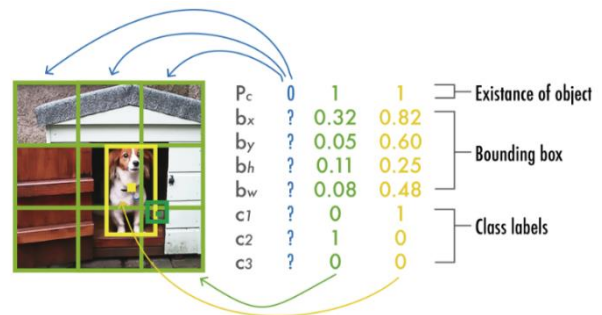 Pc 0 1 1 Existance of object
bx ? 0.32 0.82
by ? 0.05 0.60
bh ? 0.11 0.25
bw ? 0.08 0.48
Bounding box
c1 ? 0 1
c2 ? 1 0
c3 ? 0 0
Class labels